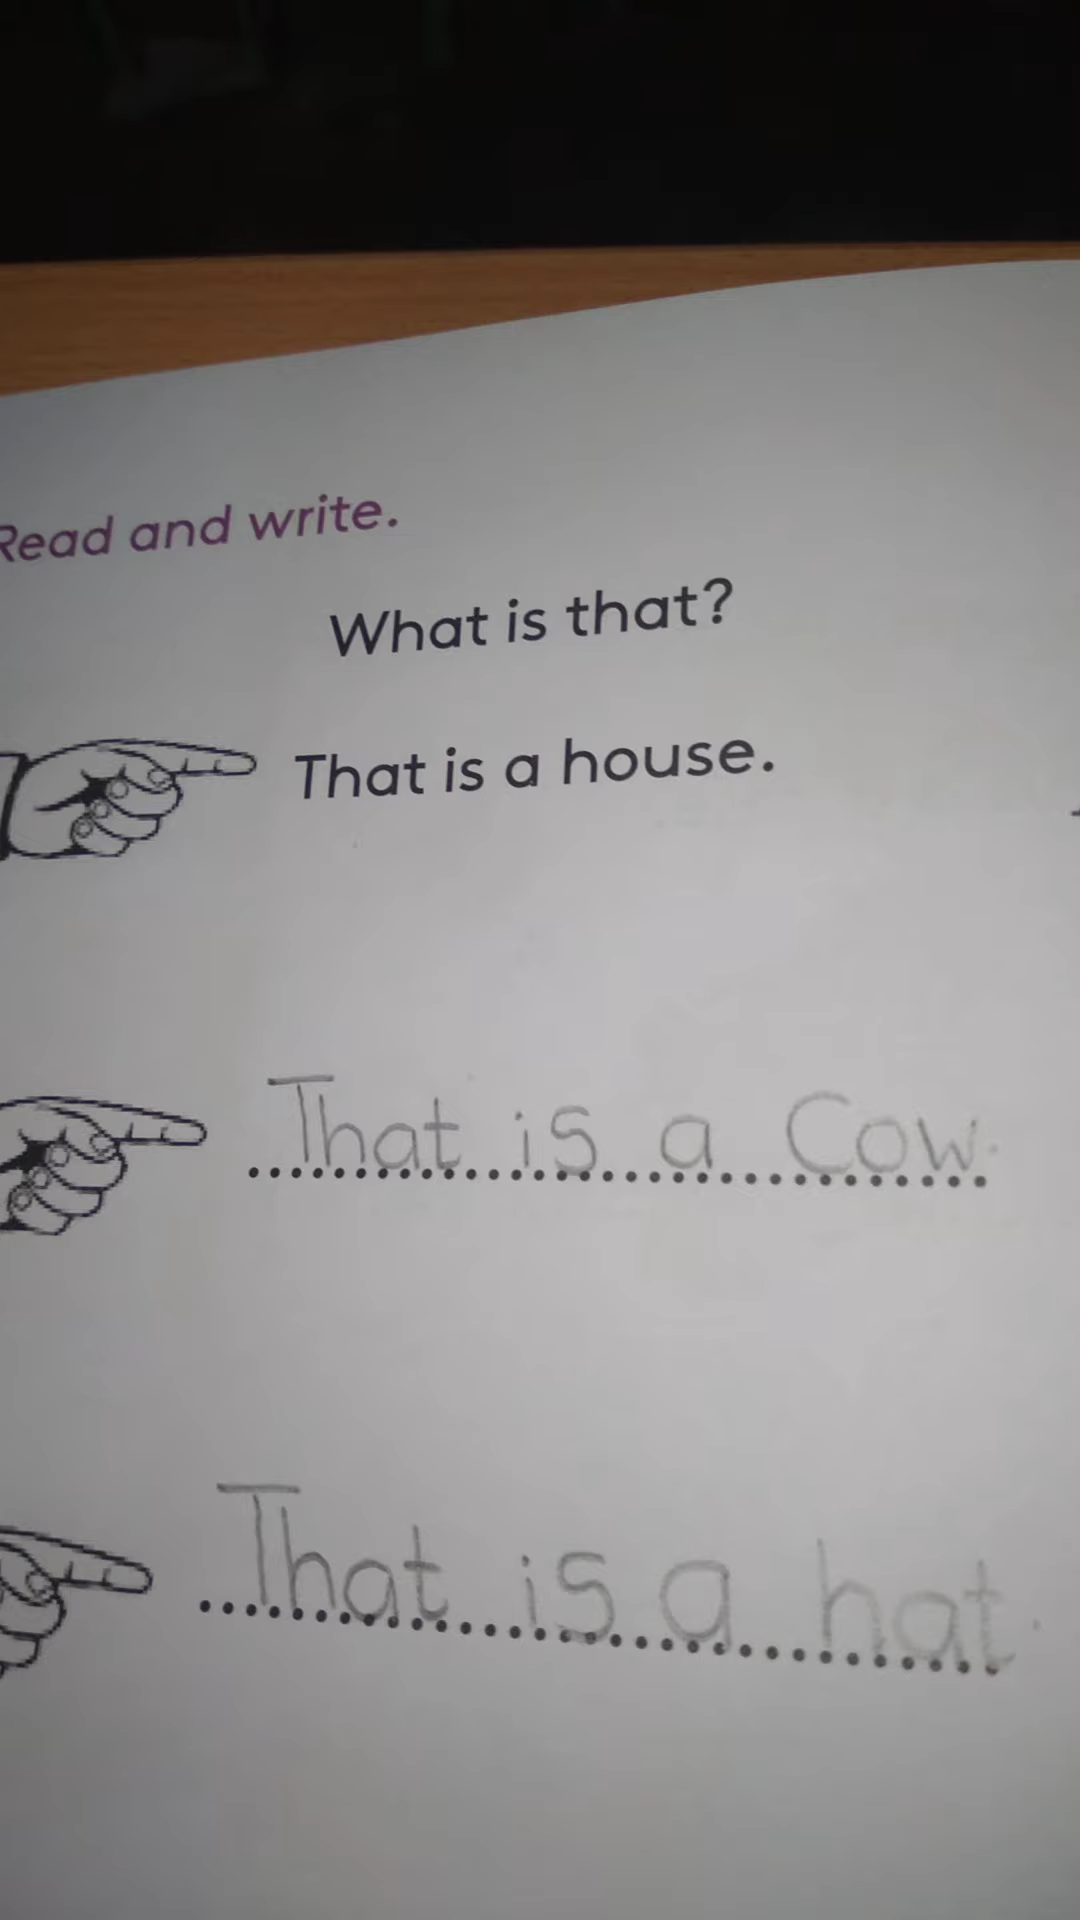 Read and write.
What is that?
That is a house.
That is a Cow.
That is a hat.